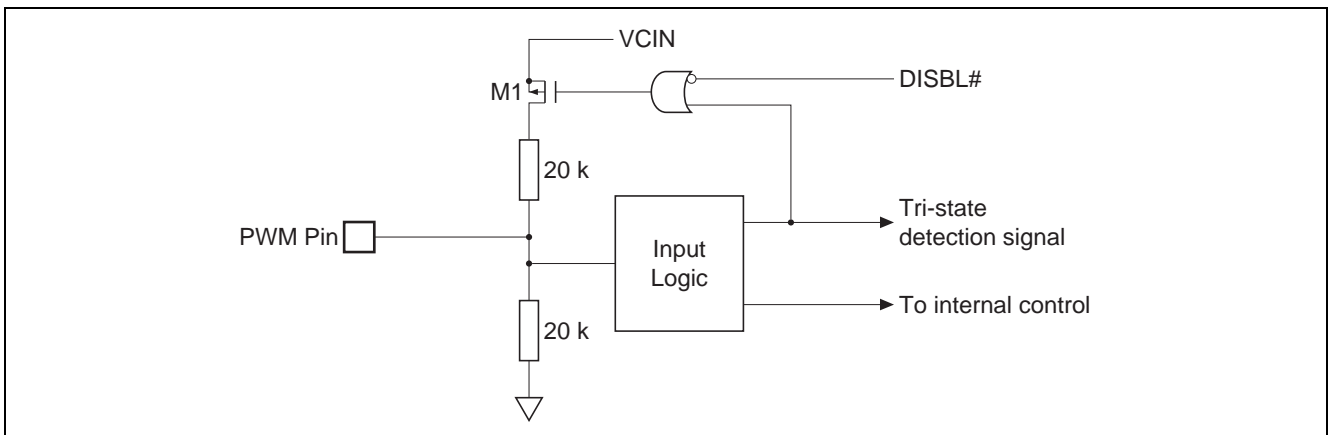 VCIN
M1
DISBL#
20 k
PWM Pin
Input
Logic
Tri-state
detection signal
To internal control
20 k